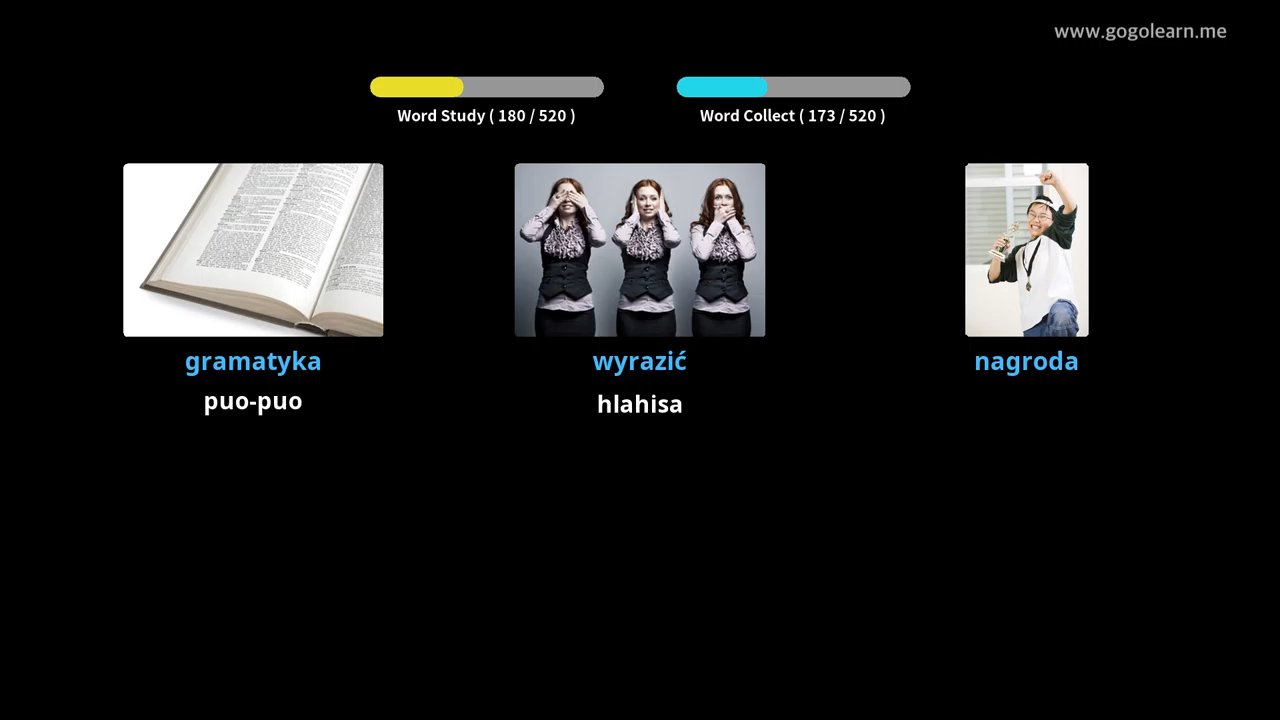 www.gogolearn.me
Word Study ( 180 / 520 )
Word Collect ( 173 / 520 )
gramatyka
puo-puo
wyrazić
hlahisa
nagroda